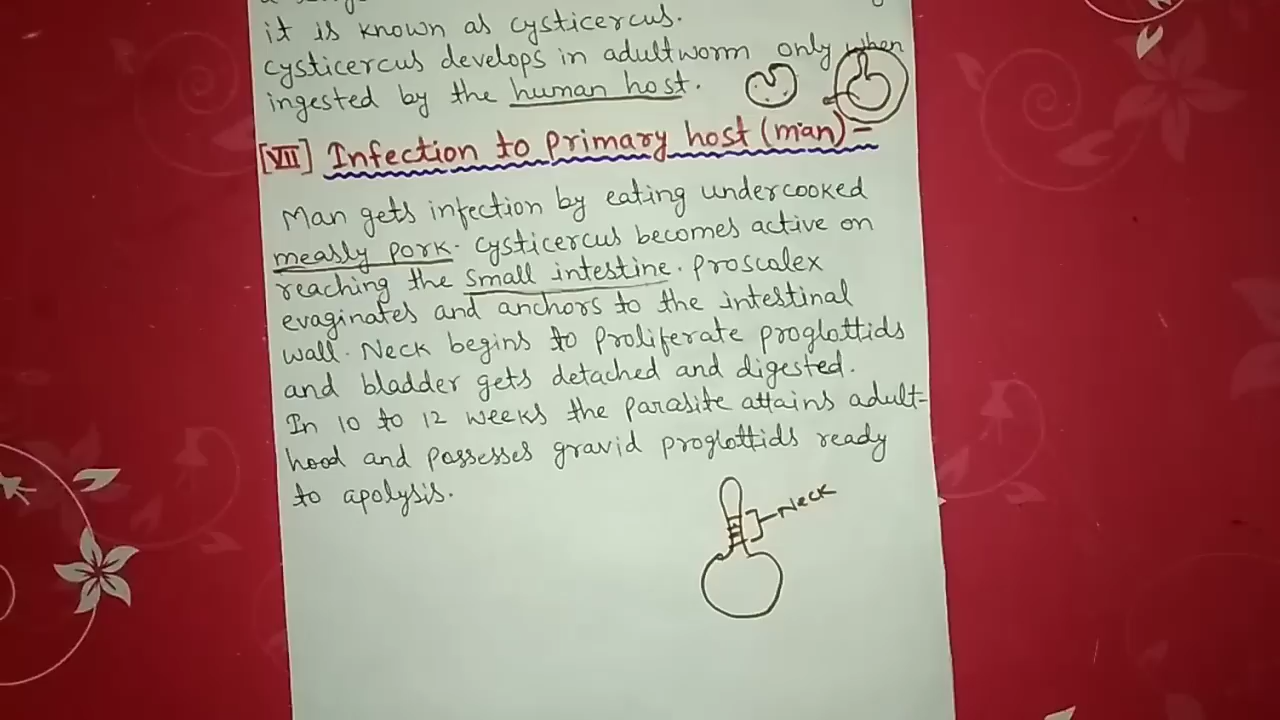 it is known as cysticercus.
cysticercus develops in adultworm only when
ingested by the human host.
[VII] Infection to primary host (man)-
Man gets infection by eating undercooked
measly pork. cysticercus becomes active on
reaching the small intestine. proscolex
evaginates and anchors to the intestinal
wall. Neck begins to proliferate proglottids
and bladder gets detached and digested.
In 10 to 12 weeks the parasite attains adult-
hood and possesses gravid proglottids ready
to apolysis.
Neck